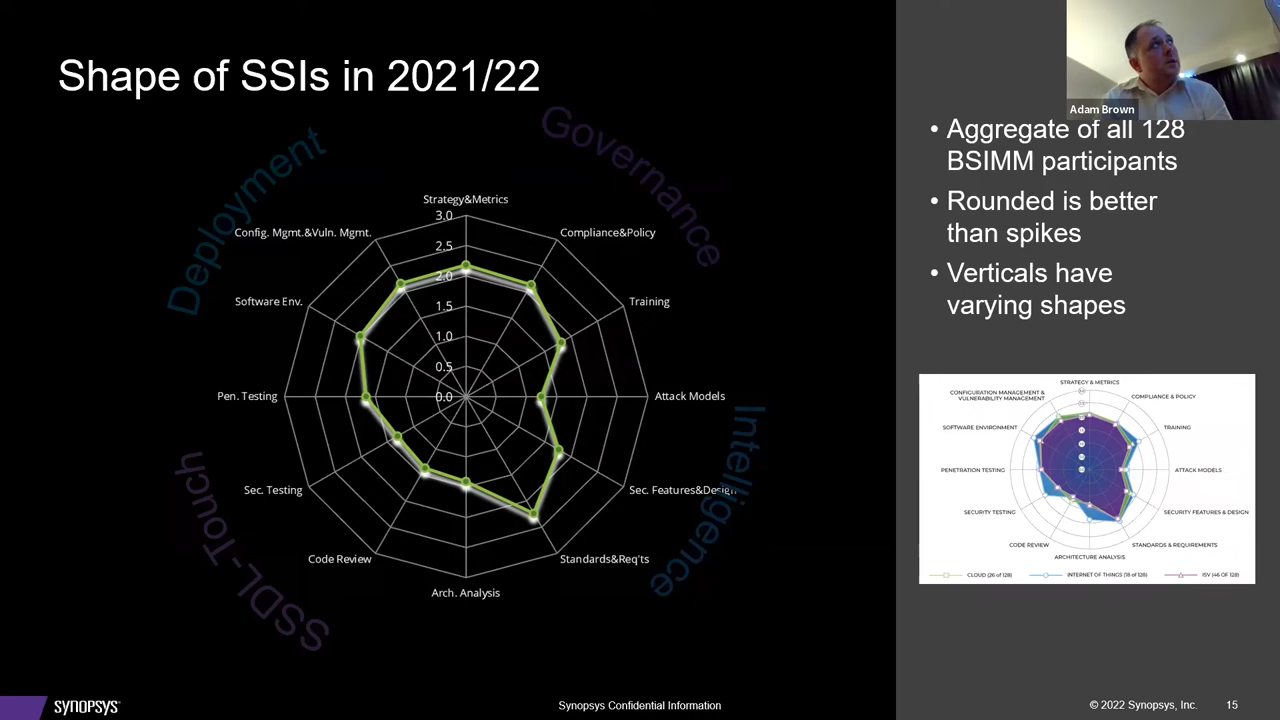 Shape of SSIs in 2021/22
Adam Brown
Deployment
Governance
Intelligence
SSDL-Touch
Strategy&Metrics
Compliance&Policy
Training
Attack Models
Sec. Features&Design
Standards&Req'ts
Arch. Analysis
Code Review
Sec. Testing
Pen. Testing
Software Env.
Config. Mgmt.&Vuln. Mgmt.
3.0
2.5
2.0
1.5
1.0
0.5
0.0
• Aggregate of all 128
BSIMM participants
• Rounded is better
than spikes
• Verticals have
varying shapes
STRATEGY & METRICS
CONFIGURATION MANAGEMENT &
VULNERABILITY MANAGEMENT
COMPLIANCE & POLICY
SOFTWARE ENVIRONMENT
TRAINING
PENETRATION TESTING
ATTACK MODELS
SECURITY TESTING
SECURITY FEATURES & DESIGN
CODE REVIEW
STANDARDS & REQUIREMENTS
ARCHITECTURE ANALYSIS
CLOUD (26 of 128)
INTERNET OF THINGS (18 of 128)
ISV (46 OF 128)
SYNOPSYS
Synopsys Confidential Information
© 2022 Synopsys, Inc.
15